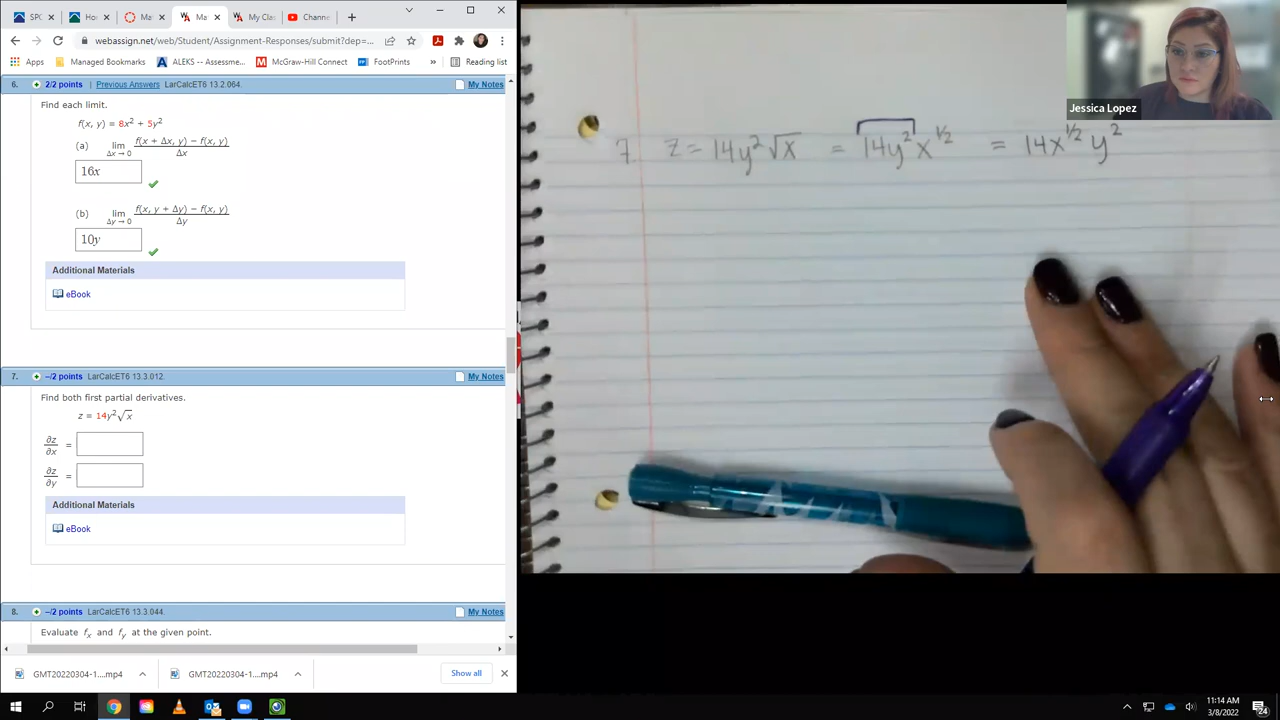 SPC
Ho
Ma
Ma
My Cla
Channe
webassign.net/web/Student/Assignment-Responses/submit?dep=...
Apps
Managed Bookmarks
ALEKS -- Assessme...
McGraw-Hill Connect
FootPrints
»
Reading list
6. 2/2 points | Previous Answers LarCalcET6 13.2.064. My Notes
Find each limit.
f(x, y) = 8x² + 5y²
(a) lim Δx → 0 f(x + Δx, y) − f(x, y) / Δx
16x
(b) lim Δy → 0 f(x, y + Δy) − f(x, y) / Δy
10y
Additional Materials
eBook
7. –/2 points LarCalcET6 13.3.012. My Notes
Find both first partial derivatives.
z = 14y²√x
∂z/∂x =
∂z/∂y =
Additional Materials
eBook
8. –/2 points LarCalcET6 13.3.044. My Notes
Evaluate fx and fy at the given point.
GMT20220304-1....mp4
GMT20220304-1....mp4
Show all
7. z = 14y²√x = 14y²x^1/2 = 14x^1/2 y²
Jessica Lopez
11:14 AM
3/8/2022
24